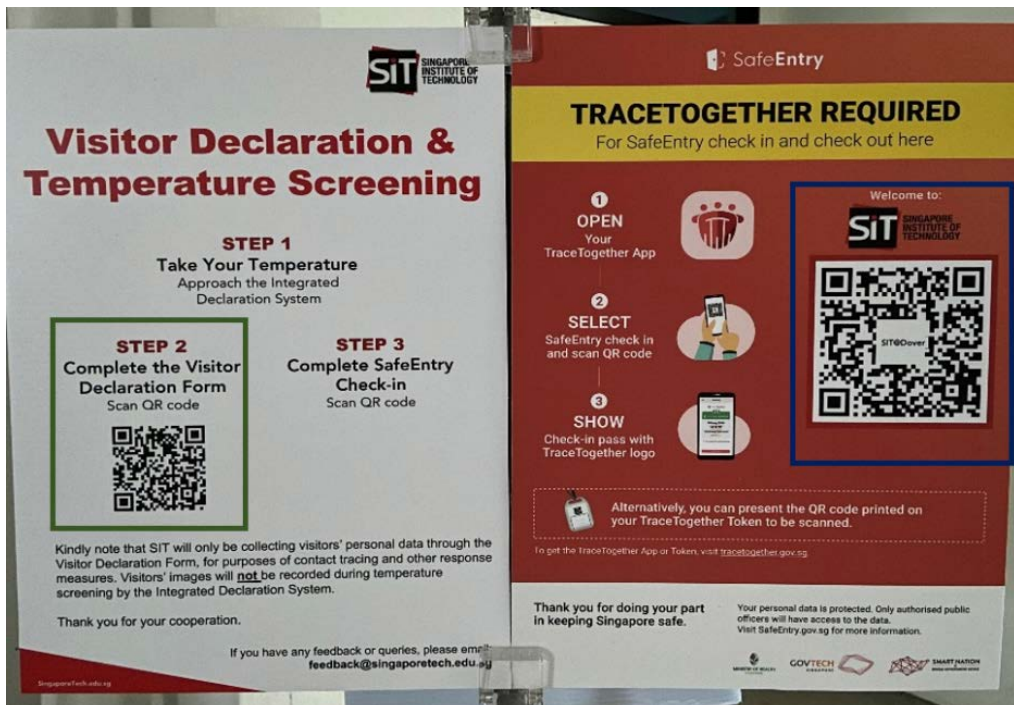 SiT SINGAPORE
INSTITUTE OF
TECHNOLOGY
Visitor Declaration &
Temperature Screening
STEP 1
Take Your Temperature
Approach the Integrated
Declaration System
STEP 2
Complete the Visitor
Declaration Form
Scan QR code
STEP 3
Complete SafeEntry
Check-in
Scan QR code
Kindly note that SIT will only be collecting visitors' personal data through the
Visitor Declaration Form, for purposes of contact tracing and other response
measures. Visitors' images will not be recorded during temperature
screening by the Integrated Declaration System.
Thank you for your cooperation.
If you have any feedback or queries, please email
feedback@singaporetech.edu.sg
SingaporeTech.edu.sg
SafeEntry
TRACETOGETHER REQUIRED
For SafeEntry check in and check out here
1
OPEN
Your
TraceTogether App
2
SELECT
SafeEntry check in
and scan QR code
3
SHOW
Check-in pass with
TraceTogether logo
Welcome to:
SiT SINGAPORE
INSTITUTE OF
TECHNOLOGY
SIT@Dover
Alternatively, you can present the QR code printed on
your TraceTogether Token to be scanned.
To get the TraceTogether App or Token, visit tracetogether.gov.sg
Thank you for doing your part
in keeping Singapore safe.
Your personal data is protected. Only authorised public
officers will have access to the data.
Visit SafeEntry.gov.sg for more information.
MINISTRY OF HEALTH
GOVTECH
SINGAPORE
SMART NATION